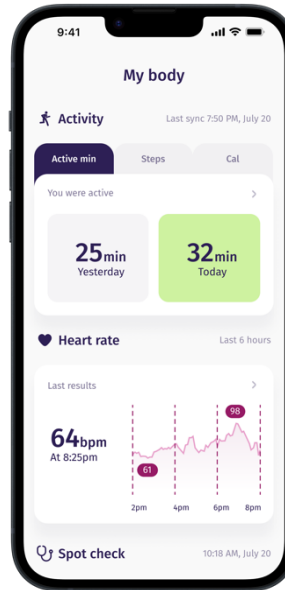 9:41
My body
Activity
Last sync 7:50 PM, July 20
Active min
Steps
Cal
You were active
25min
Yesterday
32min
Today
Heart rate
Last 6 hours
Last results
64bpm
At 8:25pm
98
61
2pm
4pm
6pm
8pm
Spot check
10:18 AM, July 20